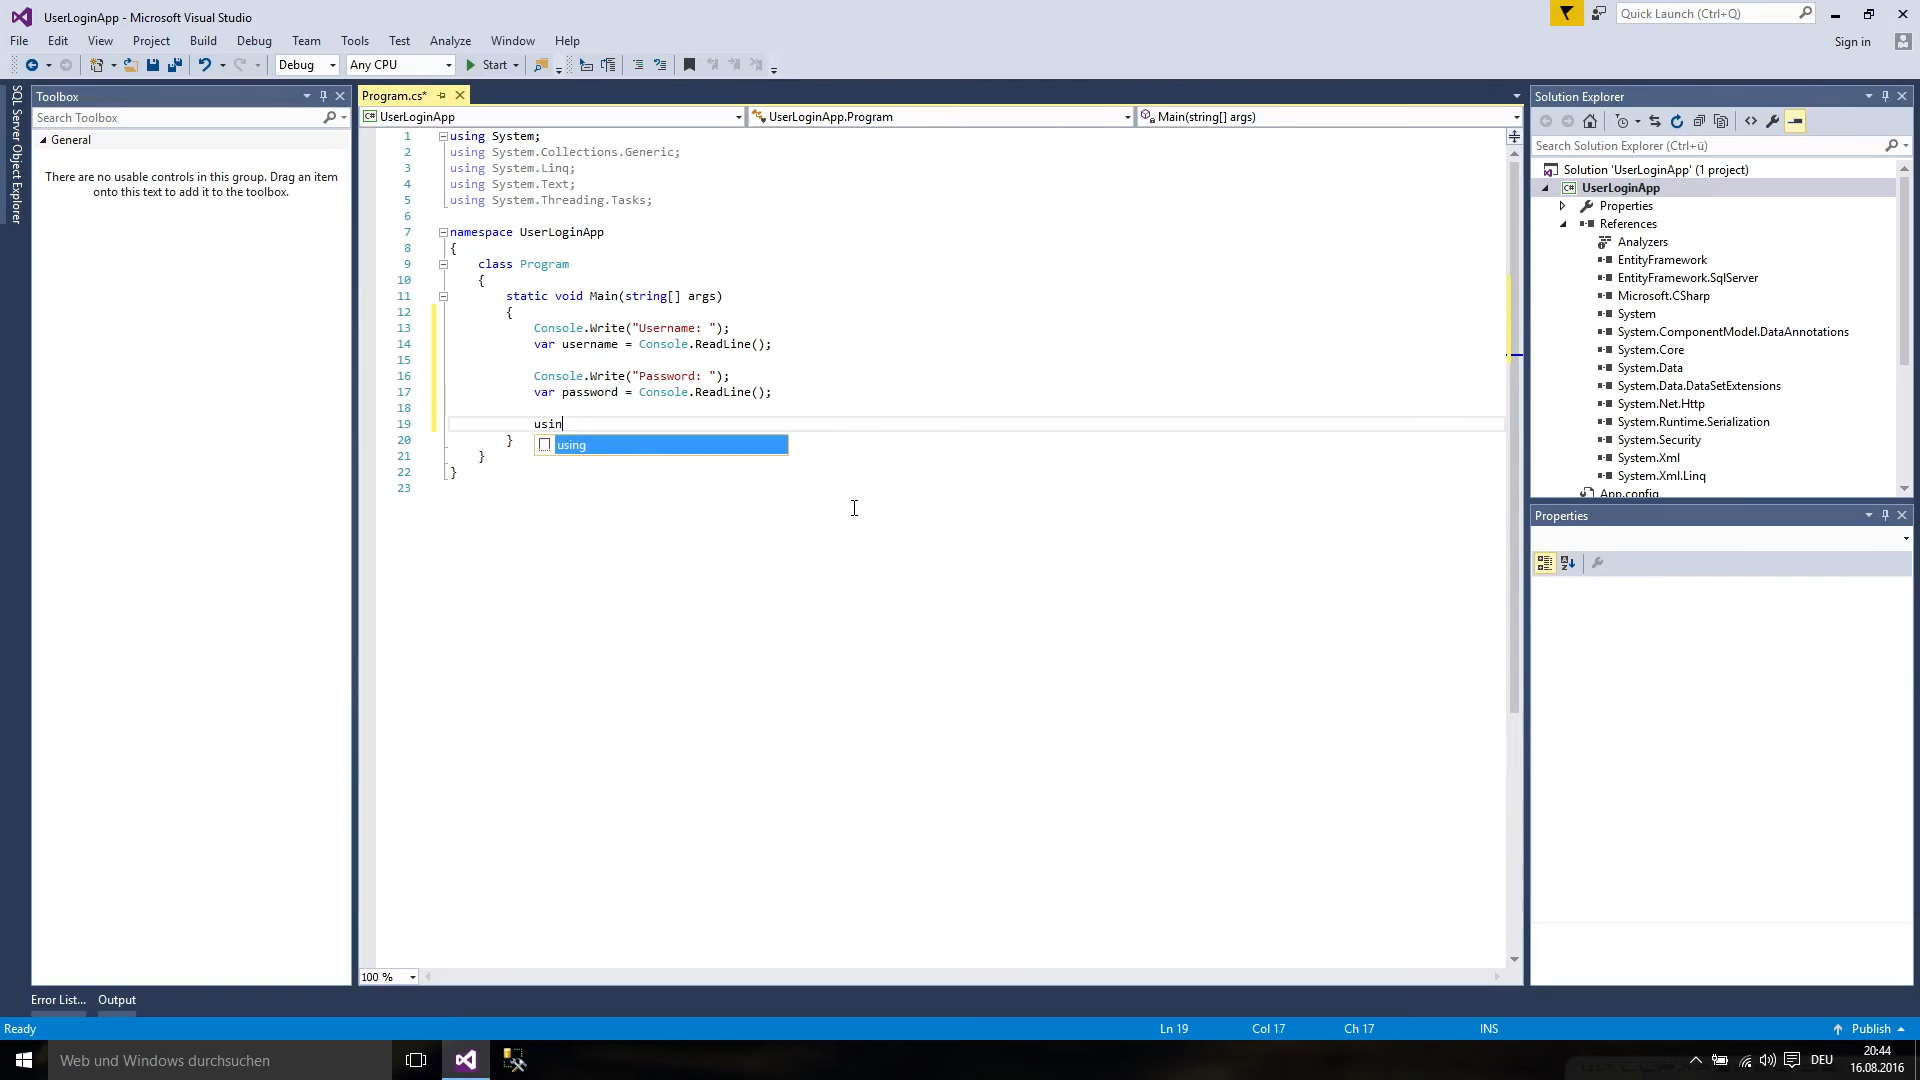 UserLoginApp - Microsoft Visual Studio
Quick Launch (Ctrl+Q)
File Edit View Project Build Debug Team Tools Test Analyze Window Help
Sign in
Debug Any CPU Start
SQL Server Object Explorer
Toolbox
Search Toolbox
General
There are no usable controls in this group. Drag an item
onto this text to add it to the toolbox.
Program.cs*
UserLoginApp UserLoginApp.Program Main(string[] args)
1 using System;
2 using System.Collections.Generic;
3 using System.Linq;
4 using System.Text;
5 using System.Threading.Tasks;
6
7 namespace UserLoginApp
8 {
9 class Program
10 {
11 static void Main(string[] args)
12 {
13 Console.Write("Username: ");
14 var username = Console.ReadLine();
15
16 Console.Write("Password: ");
17 var password = Console.ReadLine();
18
19 usin
using
20 }
21 }
22 }
23
100 %
Solution Explorer
Search Solution Explorer (Ctrl+ü)
Solution 'UserLoginApp' (1 project)
C# UserLoginApp
Properties
References
Analyzers
EntityFramework
EntityFramework.SqlServer
Microsoft.CSharp
System
System.ComponentModel.DataAnnotations
System.Core
System.Data
System.Data.DataSetExtensions
System.Net.Http
System.Runtime.Serialization
System.Security
System.Xml
System.Xml.Linq
App.config
Properties
Error List... Output
Ready Ln 19 Col 17 Ch 17 INS Publish
Web und Windows durchsuchen
DEU
20:44
16.08.2016